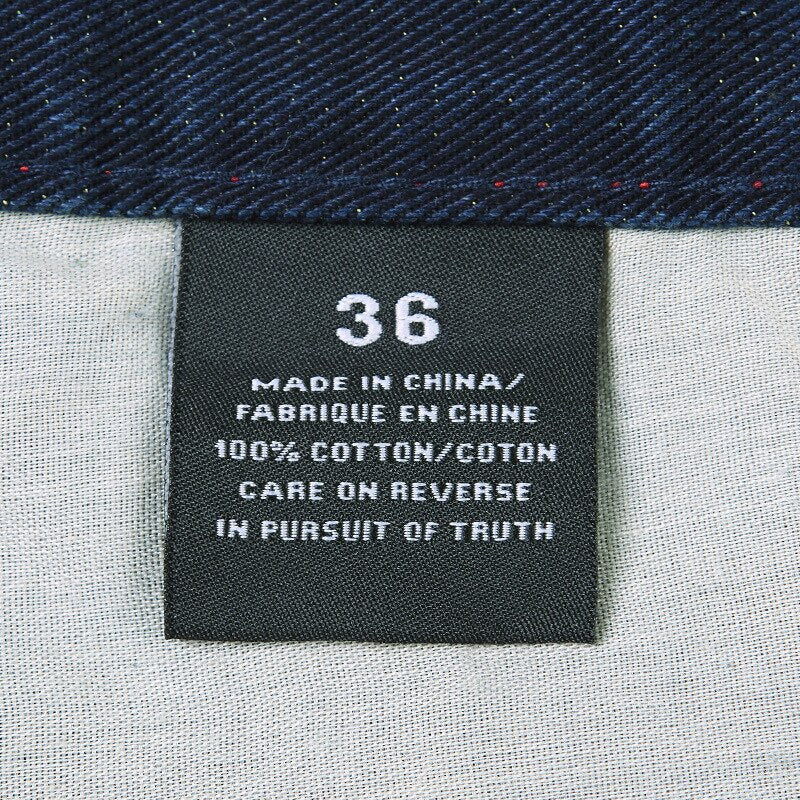 36
MADE IN CHINA/
FABRIQUE EN CHINE
100% COTTON/COTON
CARE ON REVERSE
IN PURSUIT OF TRUTH